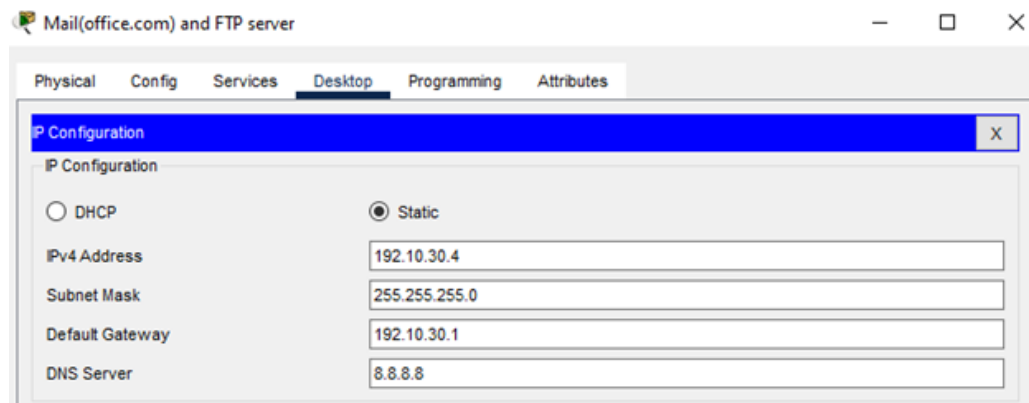 Mail(office.com) and FTP server
Physical Config Services Desktop Programming Attributes
IP Configuration X
IP Configuration
DHCP Static
IPv4 Address 192.10.30.4
Subnet Mask 255.255.255.0
Default Gateway 192.10.30.1
DNS Server 8.8.8.8